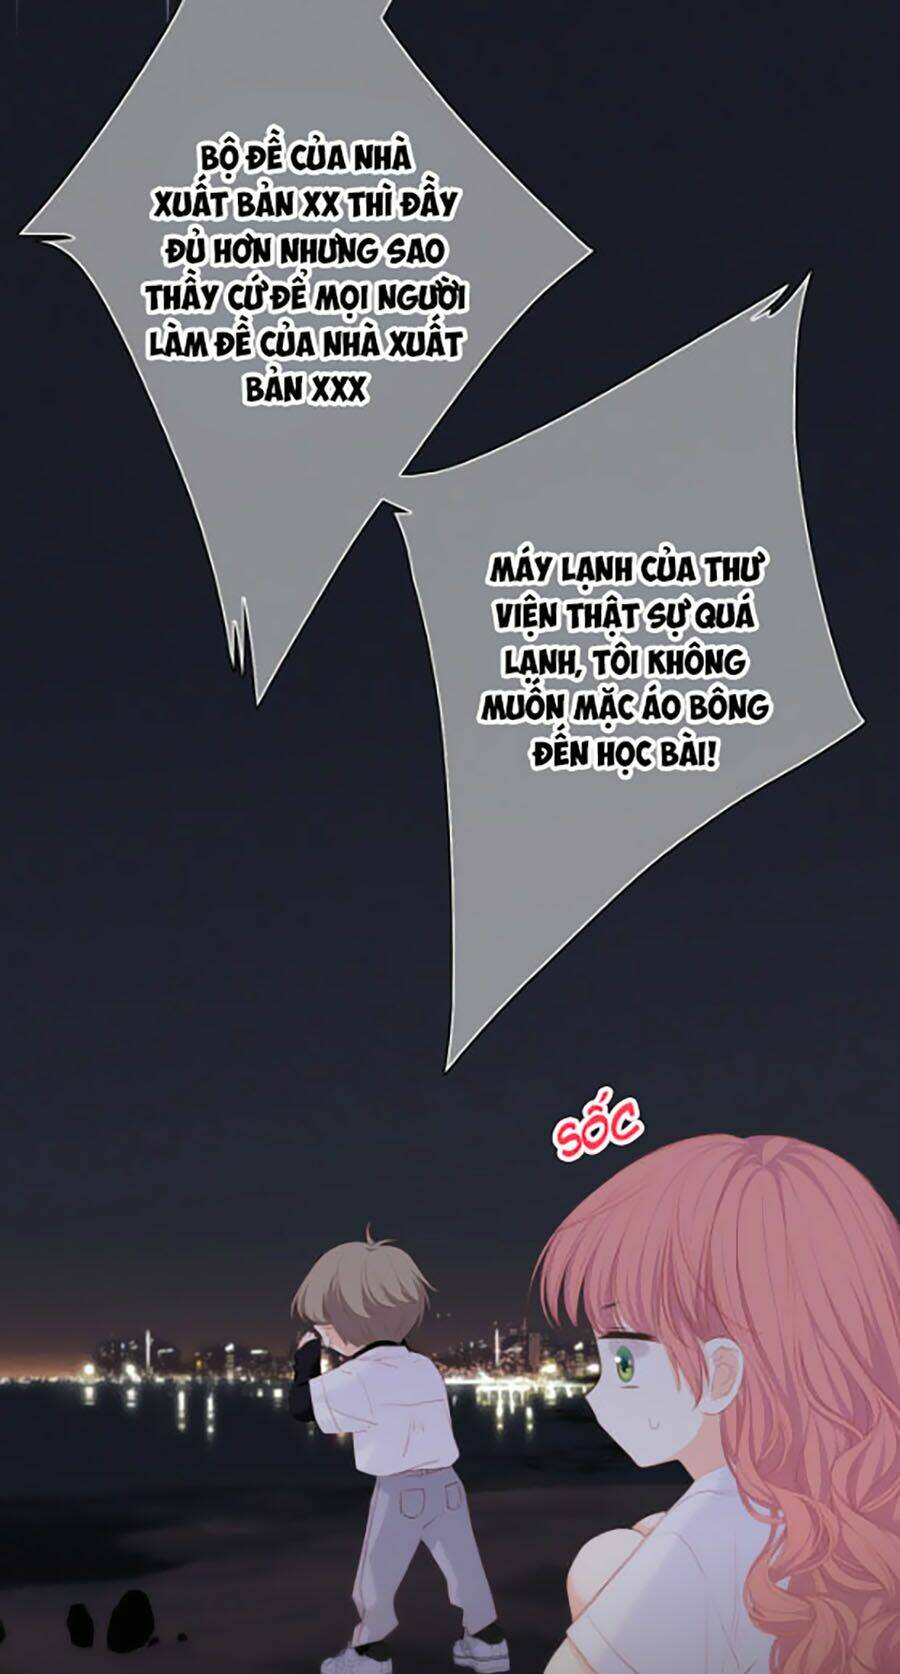 BỘ ĐỀ CỦA NHÀ
XUẤT BẢN XX THÌ ĐẦY
ĐỦ HƠN NHƯNG SAO
THẦY CỨ ĐỂ MỌI NGƯỜI
LÀM ĐỀ CỦA NHÀ XUẤT
BẢN XXX
MÁY LẠNH CỦA THƯ
VIỆN THẬT SỰ QUÁ
LẠNH, TÔI KHÔNG
MUỐN MẶC ÁO BÔNG
ĐẾN HỌC BÀI!
SỐC